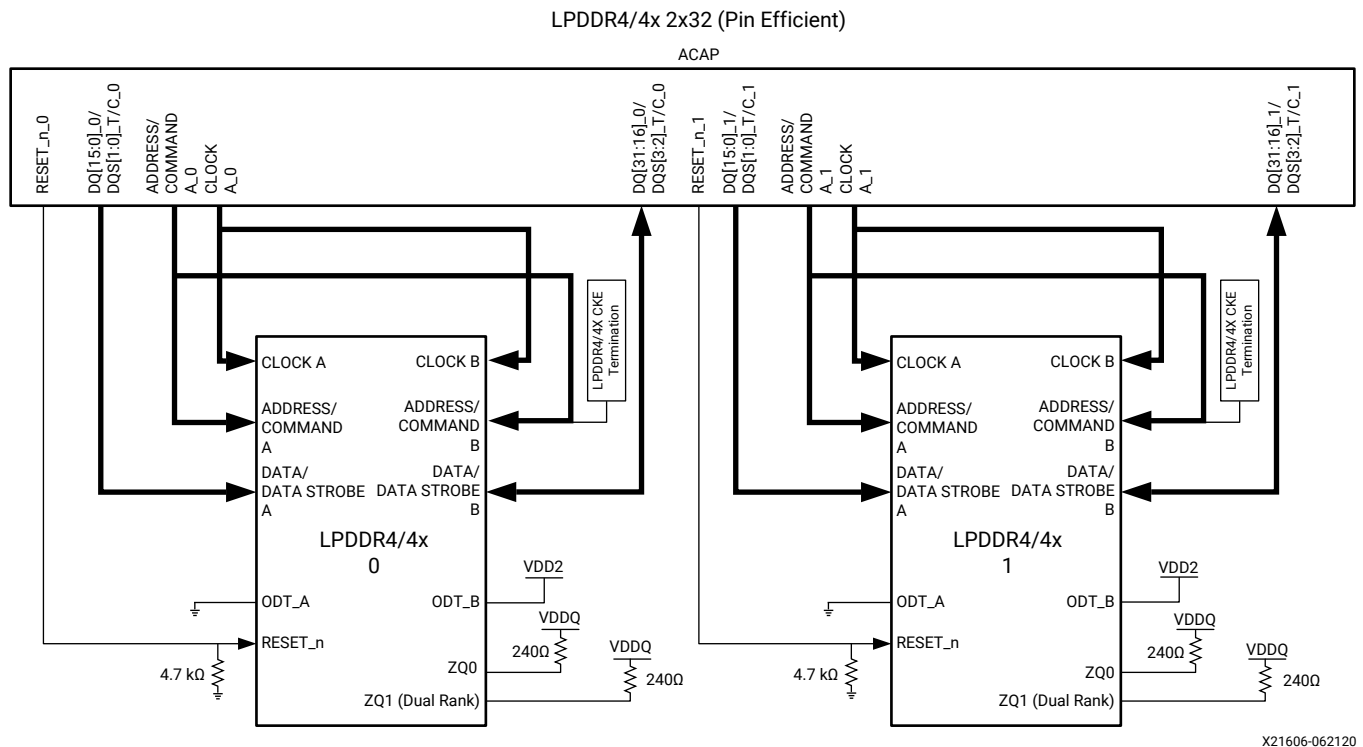 LPDDR4/4x 2x32 (Pin Efficient)
ACAP
RESET_n_0
DQ[15:0]_0/
DQS[1:0]_T/C_0
ADDRESS/
COMMAND
A_0
CLOCK
A_0
DQ[31:16]_0/
DQS[3:2]_T/C_0
RESET_n_1
DQ[15:0]_1/
DQS[1:0]_T/C_1
ADDRESS/
COMMAND
A_1
CLOCK
A_1
DQ[31:16]_1/
DQS[3:2]_T/C_1
CLOCK A
CLOCK B
ADDRESS/
COMMAND
A
ADDRESS/
COMMAND
B
DATA/
DATA STROBE
A
DATA/
DATA STROBE
B
LPDDR4/4X CKE
Termination
LPDDR4/4x
0
ODT_A
ODT_B
VDD2
RESET_n
4.7 kΩ
ZQ0
240Ω
VDDQ
ZQ1 (Dual Rank)
VDDQ
240Ω
CLOCK A
CLOCK B
ADDRESS/
COMMAND
A
ADDRESS/
COMMAND
B
DATA/
DATA STROBE
A
DATA/
DATA STROBE
B
LPDDR4/4X CKE
Termination
LPDDR4/4x
1
ODT_A
ODT_B
VDD2
RESET_n
4.7 kΩ
ZQ0
240Ω
VDDQ
ZQ1 (Dual Rank)
VDDQ
240Ω
X21606-062120